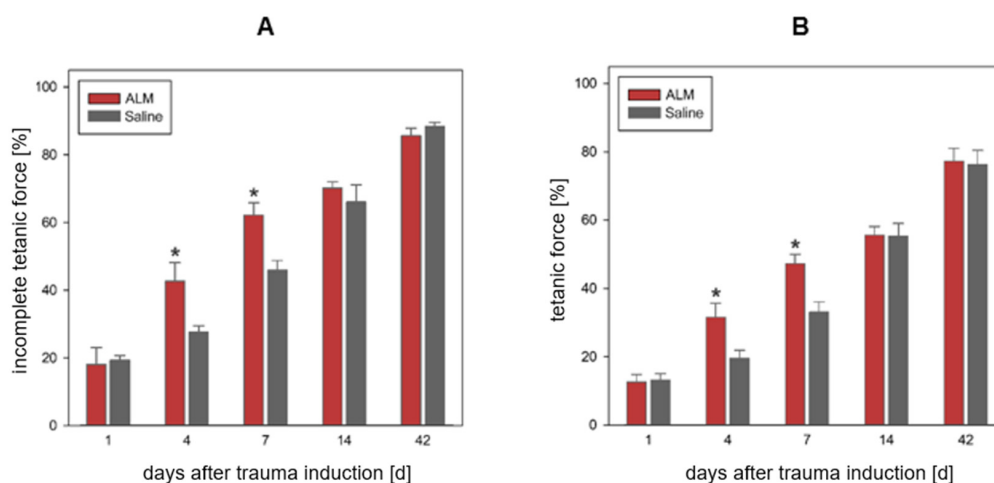 A
incomplete tetanic force [%]
100
80
60
40
20
0
ALM
Saline
*
*
1 4 7 14 42
days after trauma induction [d]
B
tetanic force [%]
100
80
60
40
20
0
ALM
Saline
*
*
1 4 7 14 42
days after trauma induction [d]